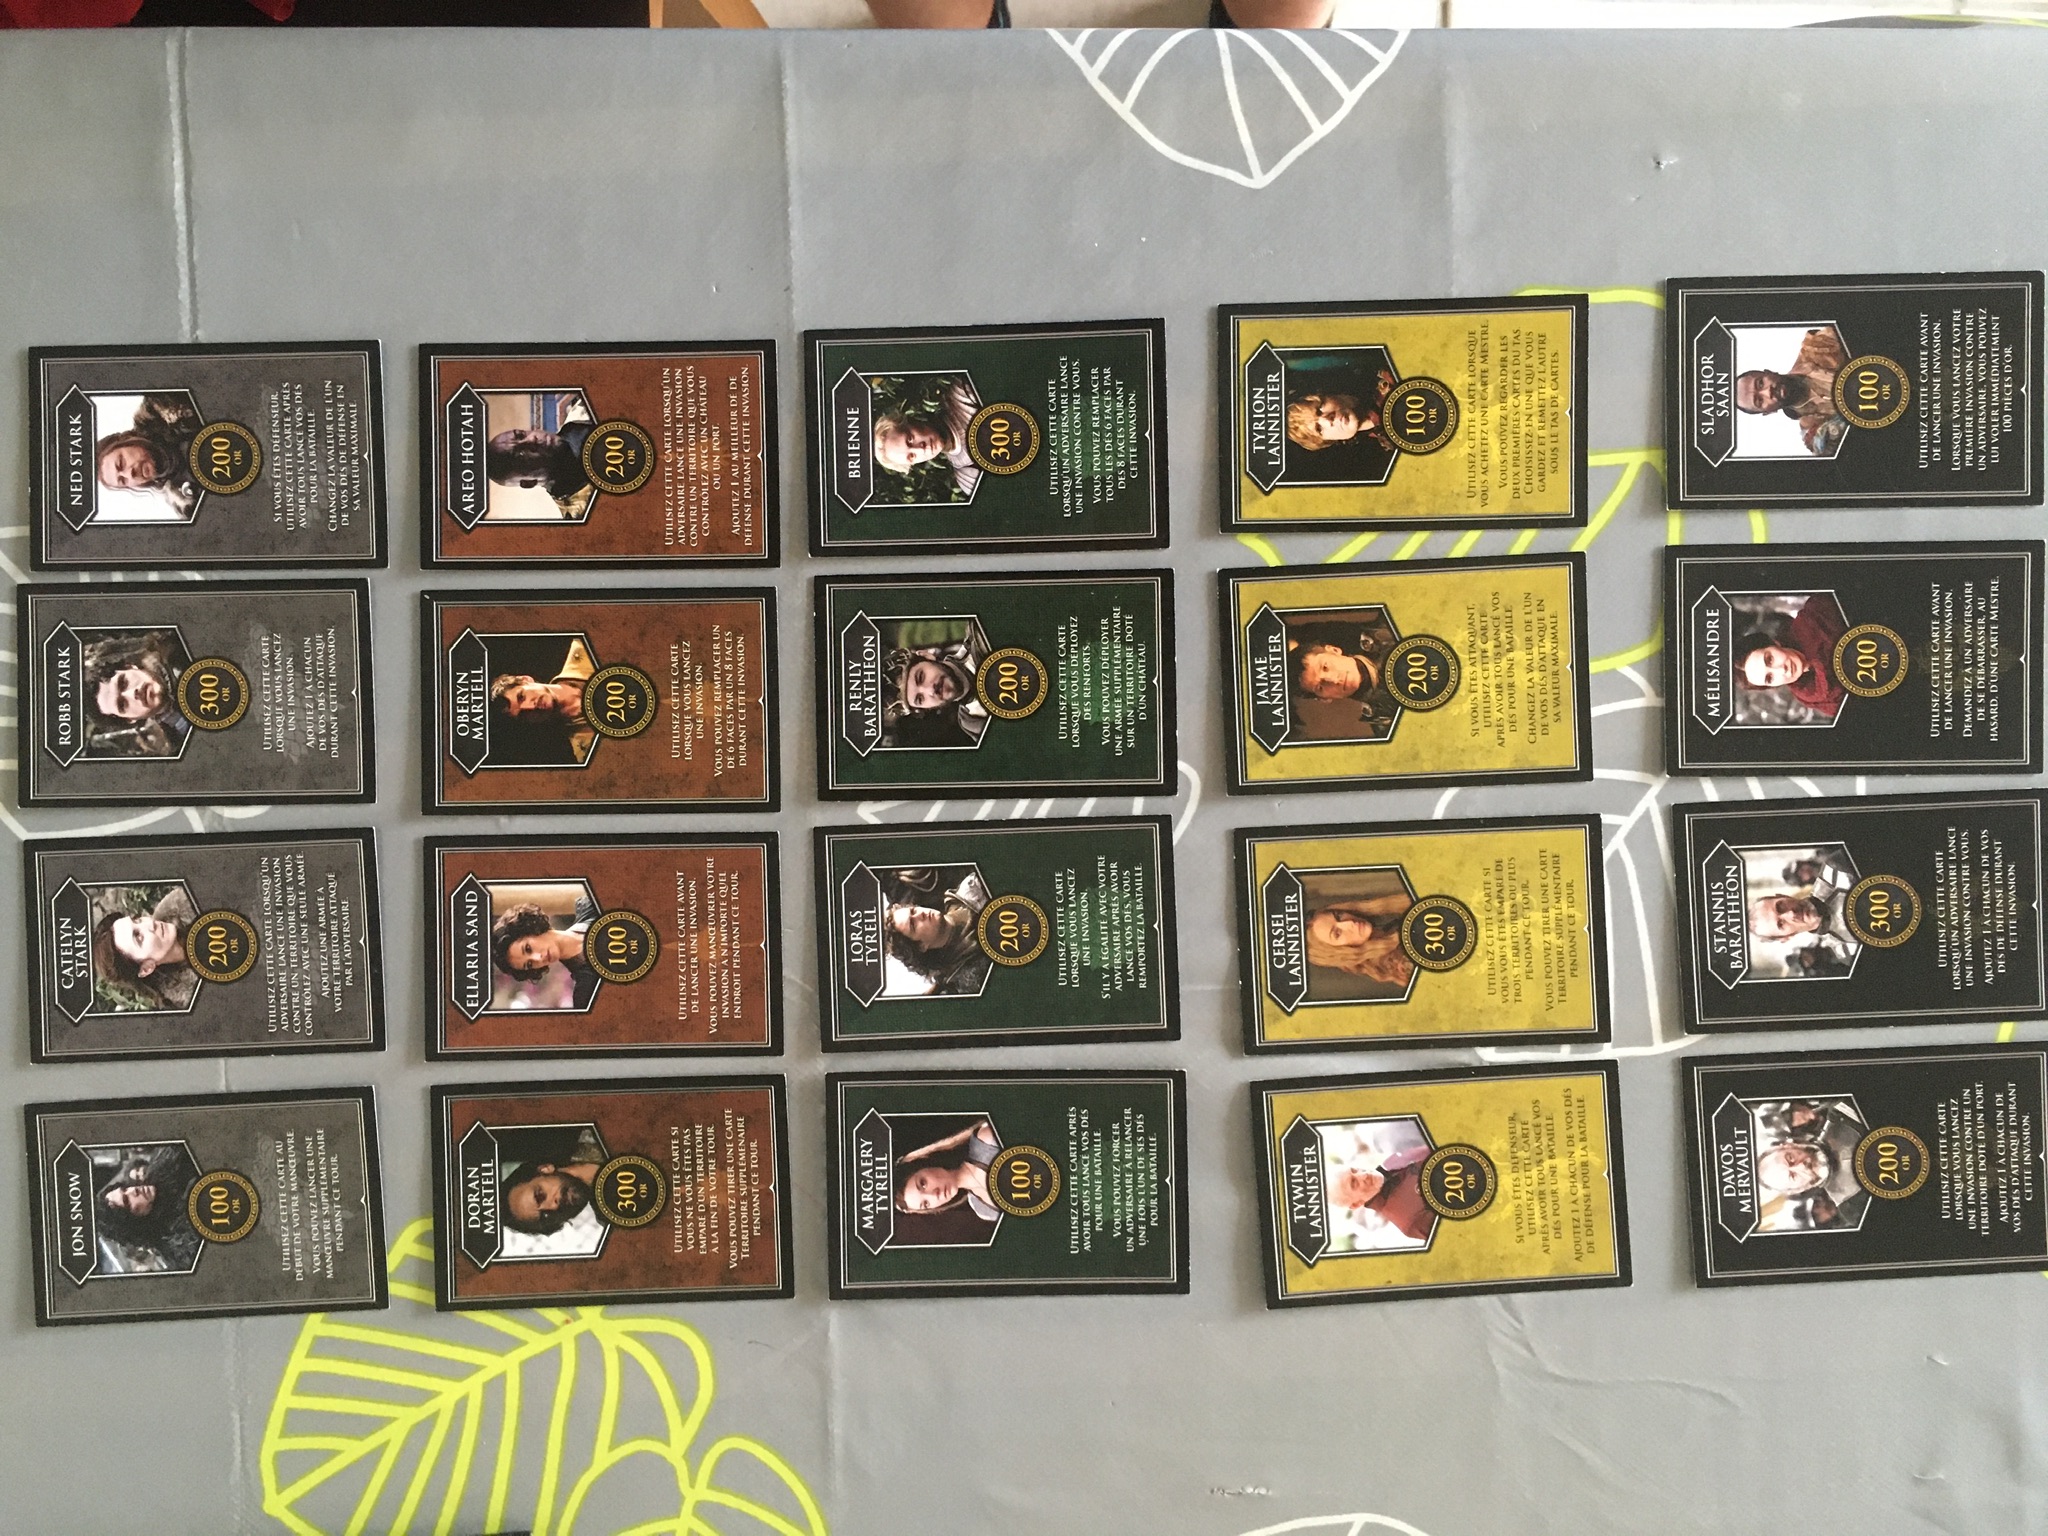 JON SNOW
100
OR
UTILISEZ CETTE CARTE AU
DÉBUT DE VOTRE MANŒUVRE.
VOUS POUVEZ LANCER UNE
MANŒUVRE SUPPLÉMENTAIRE
PENDANT CE TOUR.
CATELYN
STARK
200
OR
UTILISEZ CETTE CARTE LORSQU'UN
ADVERSAIRE LANCE UNE INVASION
CONTRE UN TERRITOIRE QUE VOUS
CONTRÔLEZ AVEC UNE SEULE ARMÉE.
AJOUTEZ UNE ARMÉE À
VOTRE TERRITOIRE ATTAQUÉ
PAR L'ADVERSAIRE.
ROBB STARK
300
OR
UTILISEZ CETTE CARTE
LORSQUE VOUS LANCEZ
UNE INVASION.
AJOUTEZ 1 À CHACUN
DE VOS DÉS D'ATTAQUE
DURANT CETTE INVASION.
NED STARK
200
OR
SI VOUS ÊTES DÉFENSEUR,
UTILISEZ CETTE CARTE APRÈS
AVOIR TOUS LANCÉ VOS DÉS
POUR LA BATAILLE.
CHANGEZ LA VALEUR DE L'UN
DE VOS DÉS DE DÉFENSE EN
SA VALEUR MAXIMALE.
DORAN
MARTELL
300
OR
UTILISEZ CETTE CARTE SI
VOUS NE VOUS ÊTES PAS
EMPARÉ D'UN TERRITOIRE
À LA FIN DE VOTRE TOUR.
VOUS POUVEZ TIRER UNE CARTE
TERRITOIRE SUPPLÉMENAIRE
PENDANT CE TOUR.
ELLARIA SAND
100
OR
UTILISEZ CETTE CARTE AVANT
DE LANCER UNE INVASION.
VOUS POUVEZ MANŒUVRER VOTRE
INVASION À N'IMPORTE QUEL
ENDROIT PENDANT CE TOUR.
OBERYN
MARTELL
200
OR
UTILISEZ CETTE CARTE
LORSQUE VOUS LANCEZ
UNE INVASION.
VOUS POUVEZ REMPLACER UN
DÉ 6 FACES PAR UN 8 FACES
DURANT CETTE INVASION.
AREO HOTAH
200
OR
UTILISEZ CETTE CARTE LORSQU'UN
ADVERSAIRE LANCE UNE INVASION
CONTRE UN TERRITOIRE QUE VOUS
CONTRÔLEZ AVEC UN CHÂTEAU
OU UN PORT.
AJOUTEZ 1 AU MEILLEUR DÉ DE
DÉFENSE DURANT CETTE INVASION.
MARGAERY
TYRELL
100
OR
UTILISEZ CETTE CARTE APRÈS
AVOIR TOUS LANCÉ VOS DÉS
POUR UNE BATAILLE.
VOUS POUVEZ FORCER
UN ADVERSAIRE À RELANCER
UNE FOIS L'UN DE SES DÉS
POUR LA BATAILLE.
LORAS
TYRELL
200
OR
UTILISEZ CETTE CARTE
LORSQUE VOUS LANCEZ
UNE INVASION.
S'IL Y A ÉGALITÉ AVEC VOTRE
ADVERSAIRE APRÈS AVOIR
LANCÉ VOS DÉS, VOUS
REMPORTEZ LA BATAILLE.
RENLY
BARATHEON
200
OR
UTILISEZ CETTE CARTE
LORSQUE VOUS DÉPLOYEZ
DES RENFORTS.
VOUS POUVEZ DÉPLOYER
UNE ARMÉE SUPPLÉMENTAIRE
SUR UN TERRITOIRE DOTÉ
D'UN CHÂTEAU.
BRIENNE
300
OR
UTILISEZ CETTE CARTE
LORSQU'UN ADVERSAIRE LANCE
UNE INVASION CONTRE VOUS.
VOUS POUVEZ REMPLACER
TOUS LES DÉS 6 FACES PAR
DES 8 FACES DURANT
CETTE INVASION.
TYWIN
LANNISTER
200
OR
SI VOUS ÊTES DÉFENSEUR,
UTILISEZ CETTE CARTE
APRÈS AVOIR TOUS LANCÉ VOS
DÉS POUR UNE BATAILLE.
AJOUTEZ 1 À CHACUN DE VOS DÉS
DE DÉFENSE POUR LA BATAILLE.
CERSEI
LANNISTER
300
OR
UTILISEZ CETTE CARTE SI
VOUS VOUS ÊTES EMPARÉ DE
TROIS TERRITOIRES OU PLUS
PENDANT CE TOUR.
VOUS POUVEZ TIRER UNE CARTE
TERRITOIRE SUPPLÉMENTAIRE
PENDANT CE TOUR.
JAIME
LANNISTER
200
OR
SI VOUS ÊTES ATTAQUANT,
UTILISEZ CETTE CARTE
APRÈS AVOIR TOUS LANCÉ VOS
DÉS POUR UNE BATAILLE.
CHANGEZ LA VALEUR DE L'UN
DE VOS DÉS D'ATTAQUE EN
SA VALEUR MAXIMALE.
TYRION
LANNISTER
100
OR
UTILISEZ CETTE CARTE LORSQUE
VOUS ACHETEZ UNE CARTE MESTRE.
VOUS POUVEZ REGARDER LES
DEUX PREMIÈRES CARTES DU TAS.
CHOISISSEZ-EN UNE QUE VOUS
GARDEZ ET REMETTEZ L'AUTRE
SOUS LE TAS DE CARTES.
DAVOS
MERVAULT
200
OR
UTILISEZ CETTE CARTE
LORSQUE VOUS LANCEZ
UNE INVASION CONTRE UN
TERRITOIRE DOTÉ D'UN PORT.
AJOUTEZ 1 À CHACUN DE
VOS DÉS D'ATTAQUE DURANT
CETTE INVASION.
STANNIS
BARATHEON
300
OR
UTILISEZ CETTE CARTE
LORSQU'UN ADVERSAIRE LANCE
UNE INVASION CONTRE VOUS.
AJOUTEZ 1 À CHACUN DE VOS
DÉS DE DÉFENSE DURANT
CETTE INVASION.
MÉLISANDRE
200
OR
UTILISEZ CETTE CARTE AVANT
DE LANCER UNE INVASION.
DEMANDEZ À UN ADVERSAIRE
DE SE DÉBARRASSER, AU
HASARD, D'UNE CARTE MESTRE.
SLADHOR
SAAN
100
OR
UTILISEZ CETTE CARTE AVANT
DE LANCER UNE INVASION.
LORSQUE VOUS LANCEZ VOTRE
PREMIÈRE INVASION CONTRE
UN ADVERSAIRE, VOUS POUVEZ
LUI VOLER IMMÉDIATEMENT
100 PIÈCES D'OR.